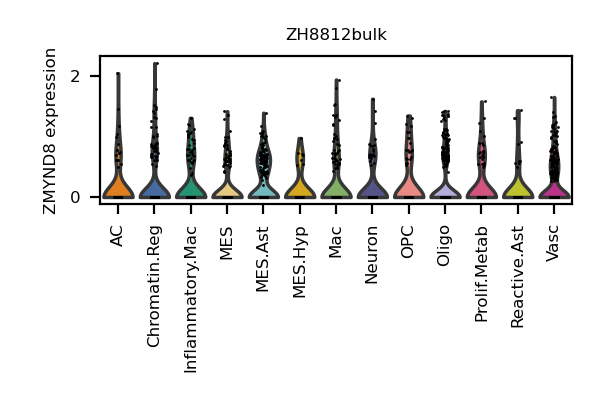 ZH8812bulk
ZMYND8 expression
2
0
AC
Chromatin.Reg
Inflammatory.Mac
MES
MES.Ast
MES.Hyp
Mac
Neuron
OPC
Oligo
Prolif.Metab
Reactive.Ast
Vasc